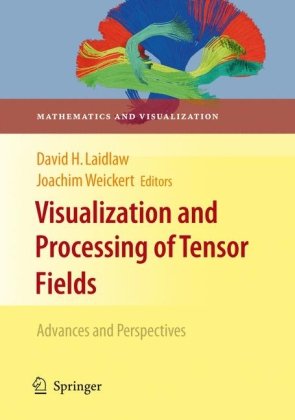 MATHEMATICS AND VISUALIZATION
David H. Laidlaw
Joachim Weickert Editors
Visualization and
Processing of Tensor
Fields
Advances and Perspectives
Springer